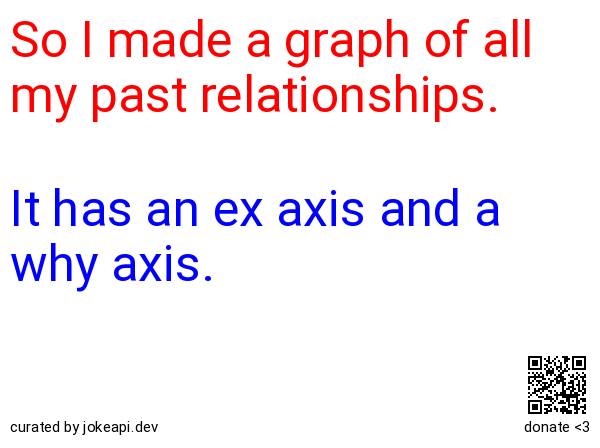 So I made a graph of all
my past relationships.
It has an ex axis and a
why axis.
curated by jokeapi.dev
donate <3